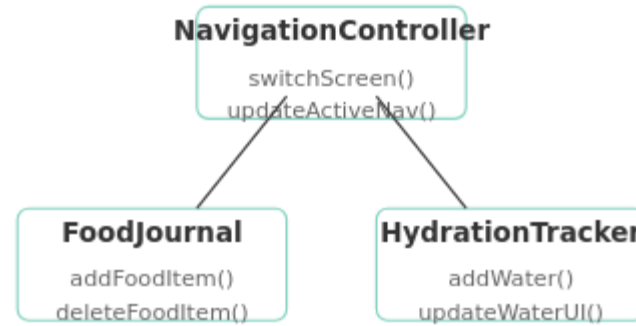 NavigationController
switchScreen()
updateActiveNav()
FoodJournal
HydrationTracker
addFoodItem()
addWater()
deleteFoodItem()
updateWaterUI()